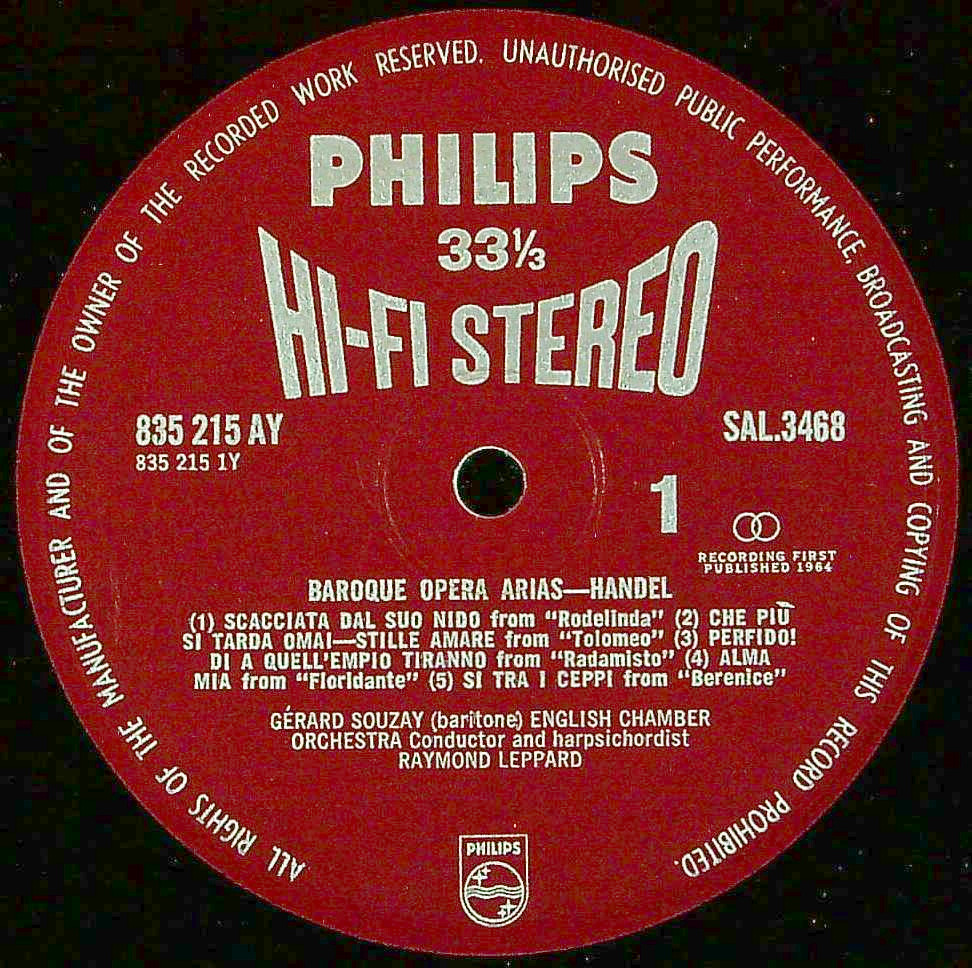 ALL RIGHTS OF THE MANUFACTURER AND OF THE OWNER OF THE RECORDED WORK RESERVED. UNAUTHORISED PUBLIC PERFORMANCE, BROADCASTING AND COPYING OF THIS RECORD PROHIBITED.
PHILIPS
33⅓
HI-FI STEREO
835 215 AY
835 215 1Y
SAL.3468
1
RECORDING FIRST
PUBLISHED 1964
BAROQUE OPERA ARIAS—HANDEL
(1) SCACCIATA DAL SUO NIDO from "Rodelinda" (2) CHE PIÙ
SI TARDA OMAI—STILLE AMARE from "Tolomeo" (3) PERFIDO!
DI A QUELL'EMPIO TIRANNO from "Radamisto" (4) ALMA
MIA from "Floridante" (5) SI TRA I CEPPI from "Berenice"
GÉRARD SOUZAY (baritone) ENGLISH CHAMBER
ORCHESTRA Conductor and harpsichordist
RAYMOND LEPPARD
PHILIPS